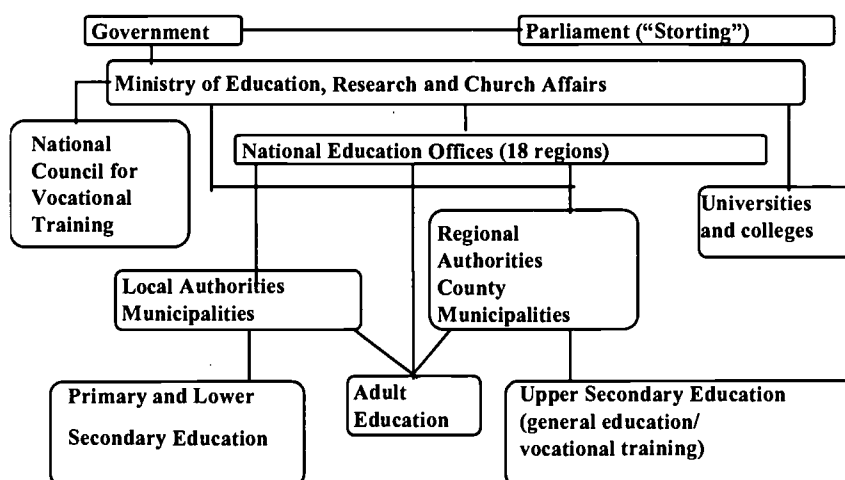 Government
Parliament ("Storting")
Ministry of Education, Research and Church Affairs
National
Council for
Vocational
Training
National Education Offices (18 regions)
Universities
and colleges
Regional
Authorities
County
Municipalities
Local Authorities
Municipalities
Primary and Lower
Secondary Education
Adult
Education
Upper Secondary Education
(general education/
vocational training)